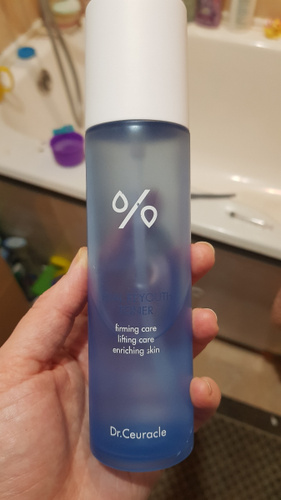 %
firming care
lifting care
enriching skin
Dr.Ceuracle